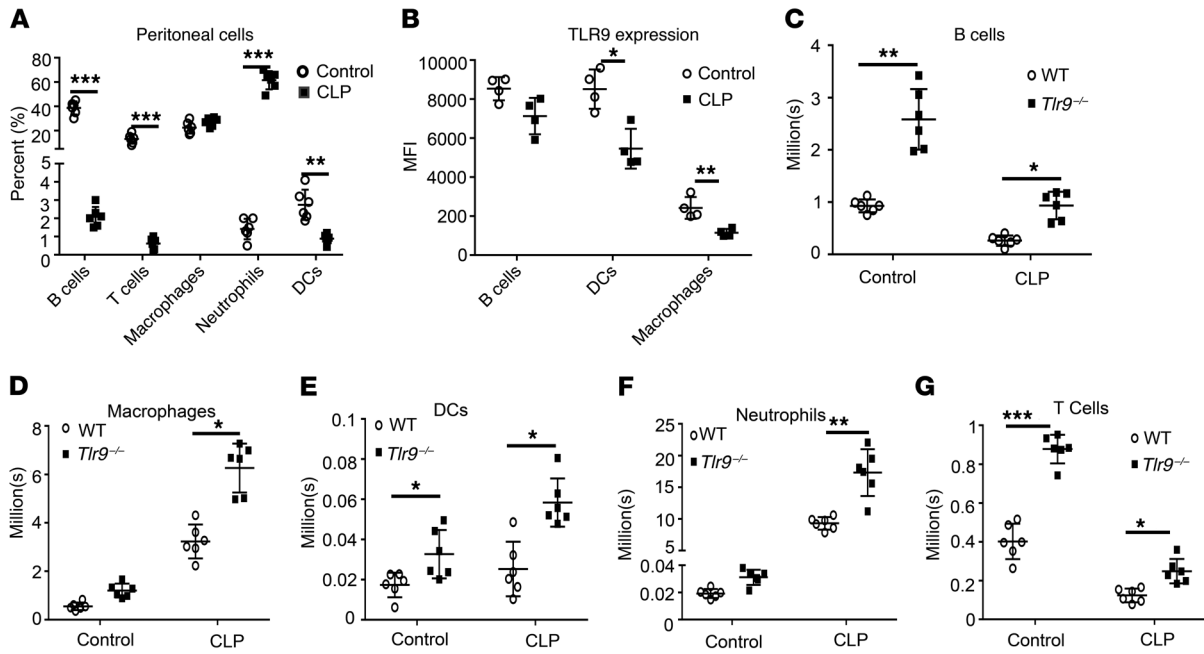 A
Peritoneal cells
Percent (%)
80
60
40
20
5
4
3
2
1
0
***
***
***
**
Control
CLP
B cells
T cells
Macrophages
Neutrophils
DCs
B
TLR9 expression
MFI
10000
8000
6000
4000
200
0
*
**
Control
CLP
B cells
DCs
Macrophages
C
B cells
Million(s)
4
3
2
1
0
**
*
WT
Tlr9–/–
Control
CLP
D
Macrophages
Million(s)
8
6
4
2
0
WT
Tlr9–/–
*
Control
CLP
E
DCs
Million(s)
0.1
0.08
0.06
0.04
0.02
0
WT
Tlr9–/–
*
*
Control
CLP
F
Neutrophils
Million(s)
25
20
15
10
5
0.04
0.02
0
WT
Tlr9–/–
**
Control
CLP
G
T Cells
Million(s)
1
0.8
0.6
0.4
0.2
0
***
*
WT
Tlr9–/–
Control
CLP